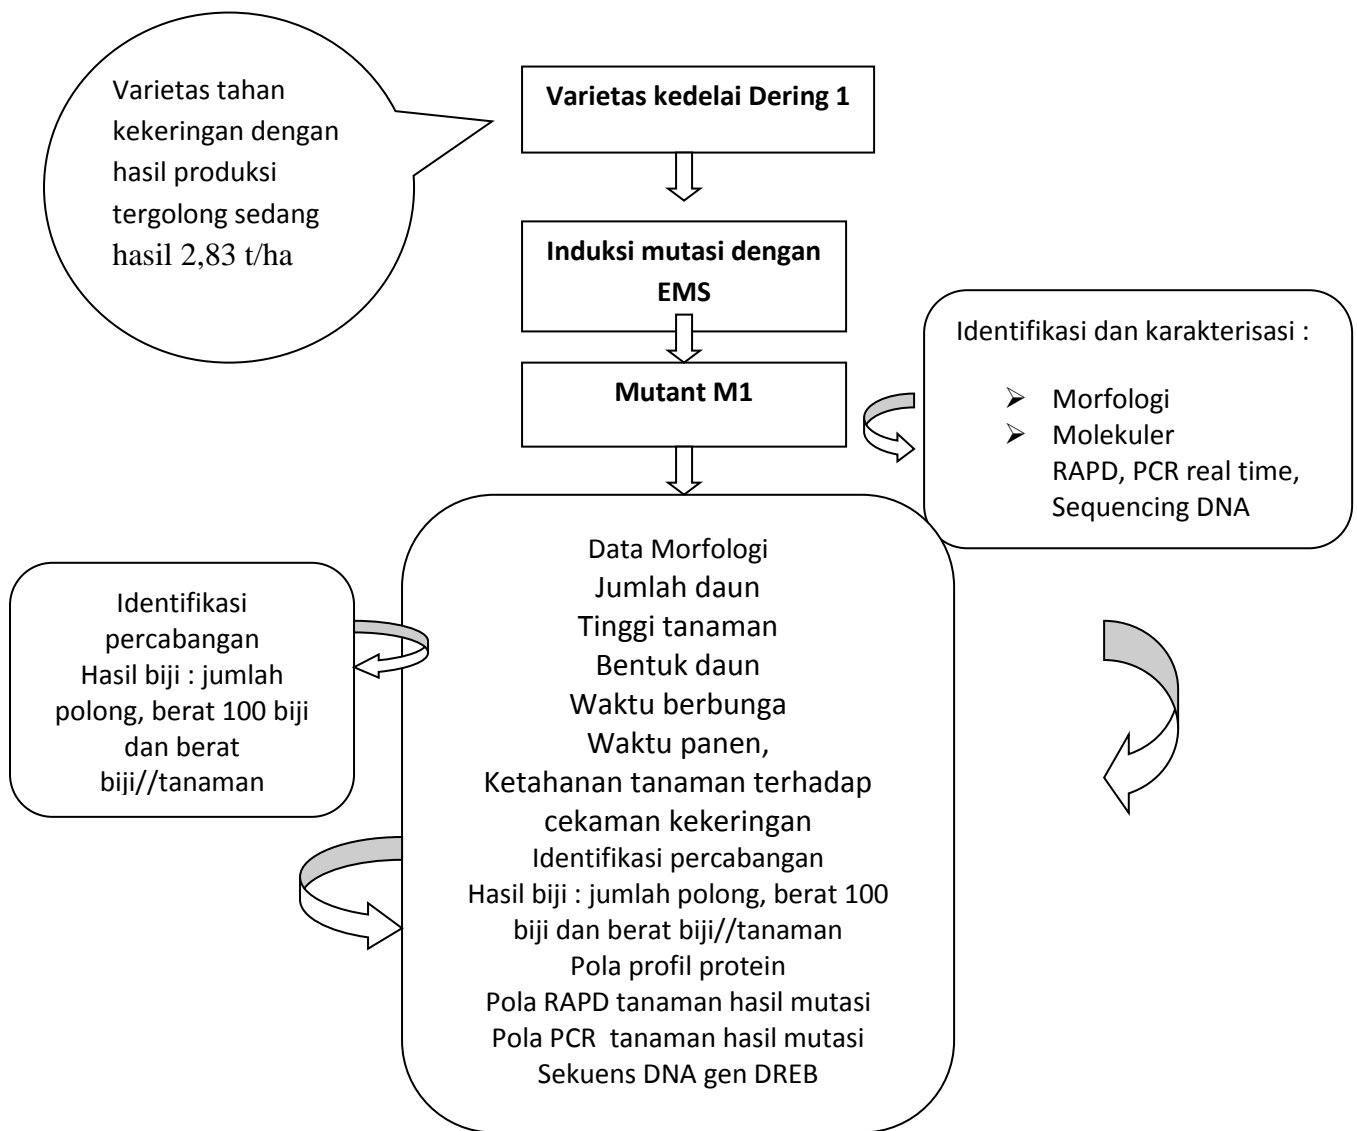 Varietas tahan
kekeringan dengan
hasil produksi
tergolong sedang
hasil 2,83 t/ha
Varietas kedelai Dering 1
Induksi mutasi dengan
EMS
Mutant M1
Identifikasi dan karakterisasi :
➢ Morfologi
➢ Molekuler
RAPD, PCR real time,
Sequencing DNA
Identifikasi
percabangan
Hasil biji : jumlah
polong, berat 100 biji
dan berat
biji//tanaman
Data Morfologi
Jumlah daun
Tinggi tanaman
Bentuk daun
Waktu berbunga
Waktu panen,
Ketahanan tanaman terhadap
cekaman kekeringan
Identifikasi percabangan
Hasil biji : jumlah polong, berat 100
biji dan berat biji//tanaman
Pola profil protein
Pola RAPD tanaman hasil mutasi
Pola PCR  tanaman hasil mutasi
Sekuens DNA gen DREB